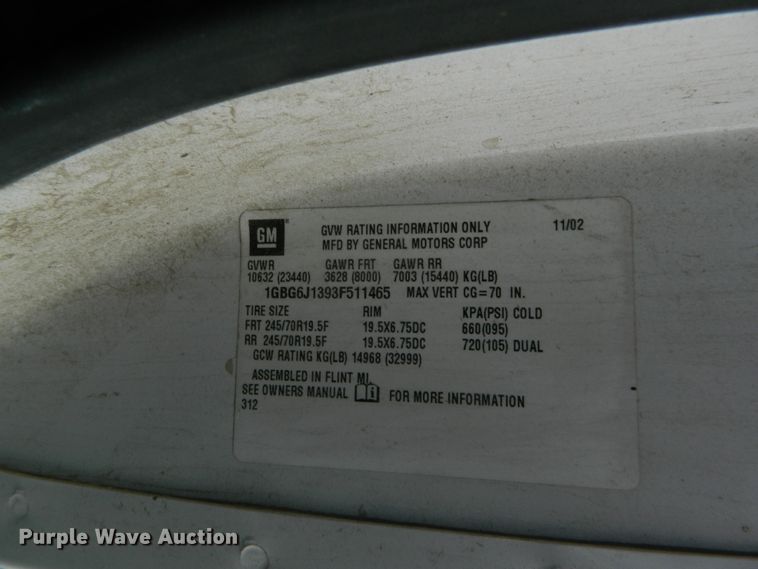 GM® GVW RATING INFORMATION ONLY 11/02
MFD BY GENERAL MOTORS CORP
GVWR GAWR FRT GAWR RR
10632 (23440) 3628 (8000) 7003 (15440) KG(LB)
1GBG6J1393F511465 MAX VERT CG=70 IN.
TIRE SIZE RIM KPA(PSI) COLD
FRT 245/70R19.5F 19.5X6.75DC 660(095)
RR 245/70R19.5F 19.5X6.75DC 720(105) DUAL
GCW RATING KG(LB) 14968 (32999)
ASSEMBLED IN FLINT MI.
SEE OWNERS MANUAL i FOR MORE INFORMATION
312
Purple Wave Auction®.com